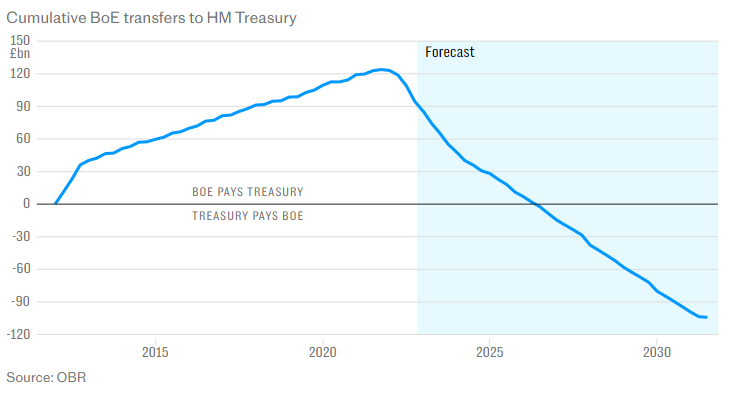 Cumulative BoE transfers to HM Treasury
150
£bn
Forecast
120
90
60
30
BOE PAYS TREASURY
0
TREASURY PAYS BOE
-30
-60
-90
-120
2015
2020
2025
2030
Source: OBR